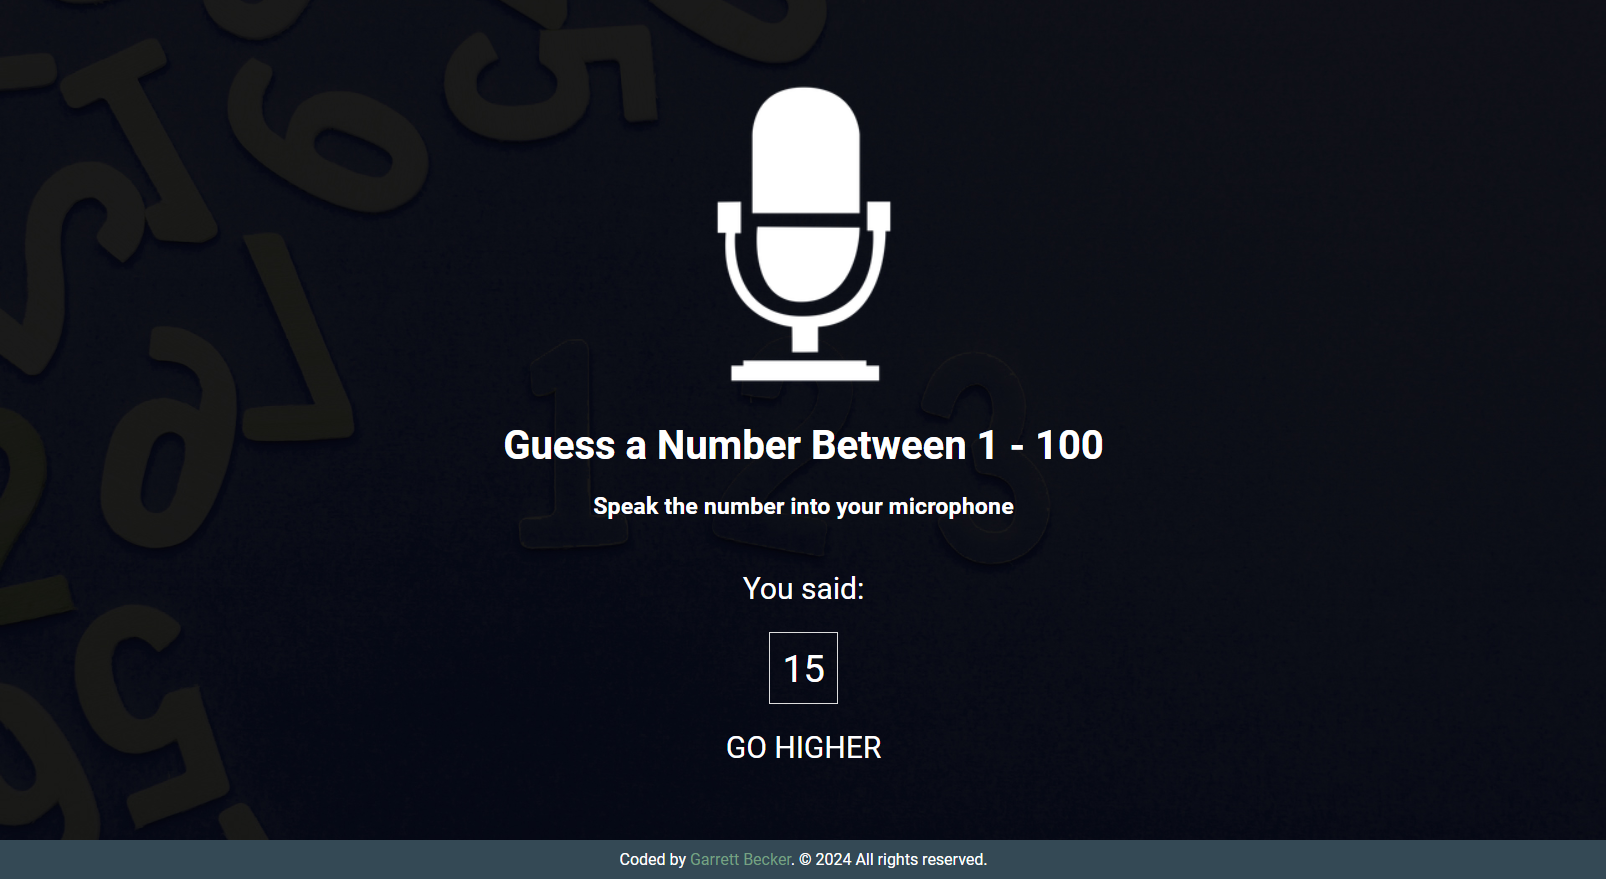 Guess a Number Between 1 - 100
Speak the number into your microphone
You said:
15
GO HIGHER
Coded by Garrett Becker. © 2024 All rights reserved.